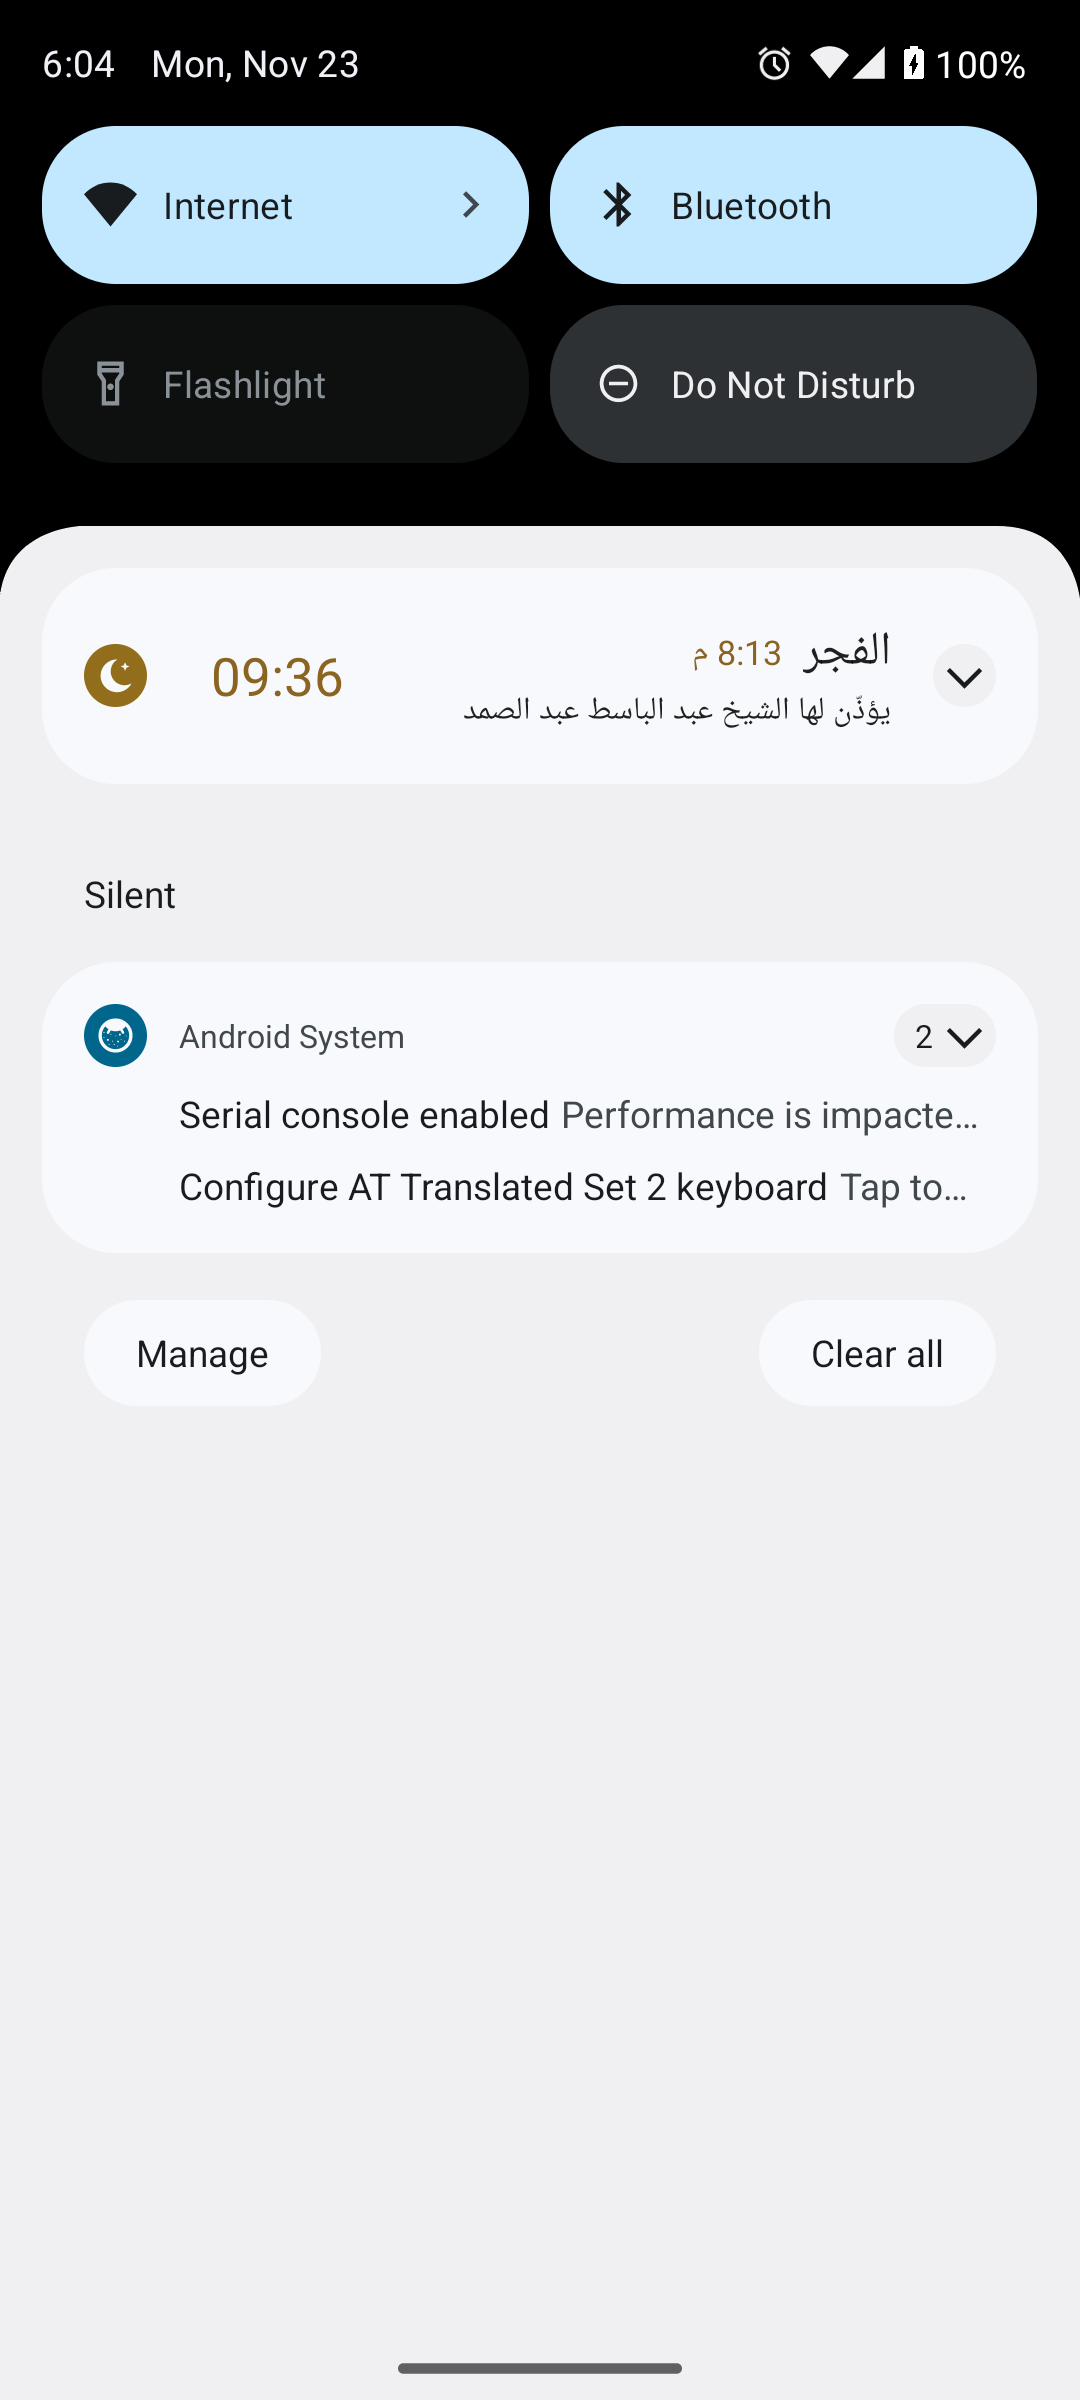 6:04 Mon, Nov 23 100%
Internet
Bluetooth
Flashlight
Do Not Disturb
الفجر 8:13 م
09:36
يؤذّن لها الشيخ عبد الباسط عبد الصمد
Silent
Android System 2
Serial console enabled Performance is impacte…
Configure AT Translated Set 2 keyboard Tap to…
Manage
Clear all